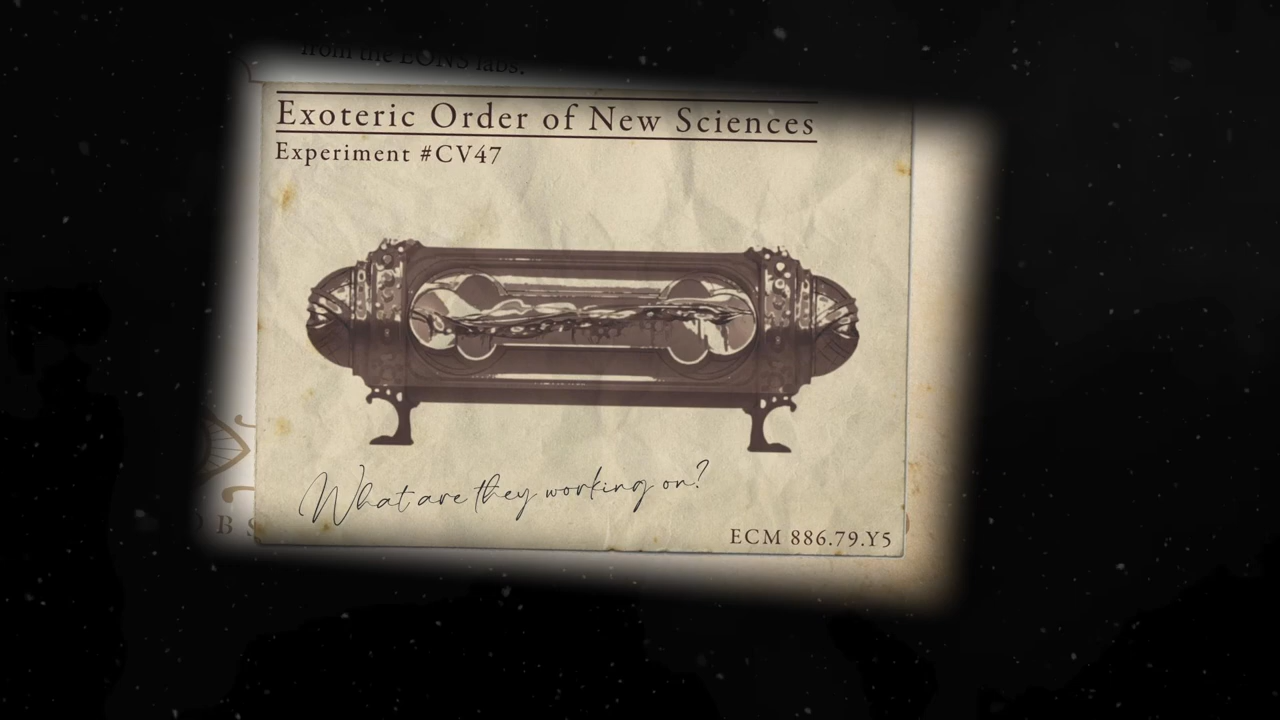 from the EONS labs.
Exoteric Order of New Sciences
Experiment #CV47
What are they working on?
ECM 886.79.Y5